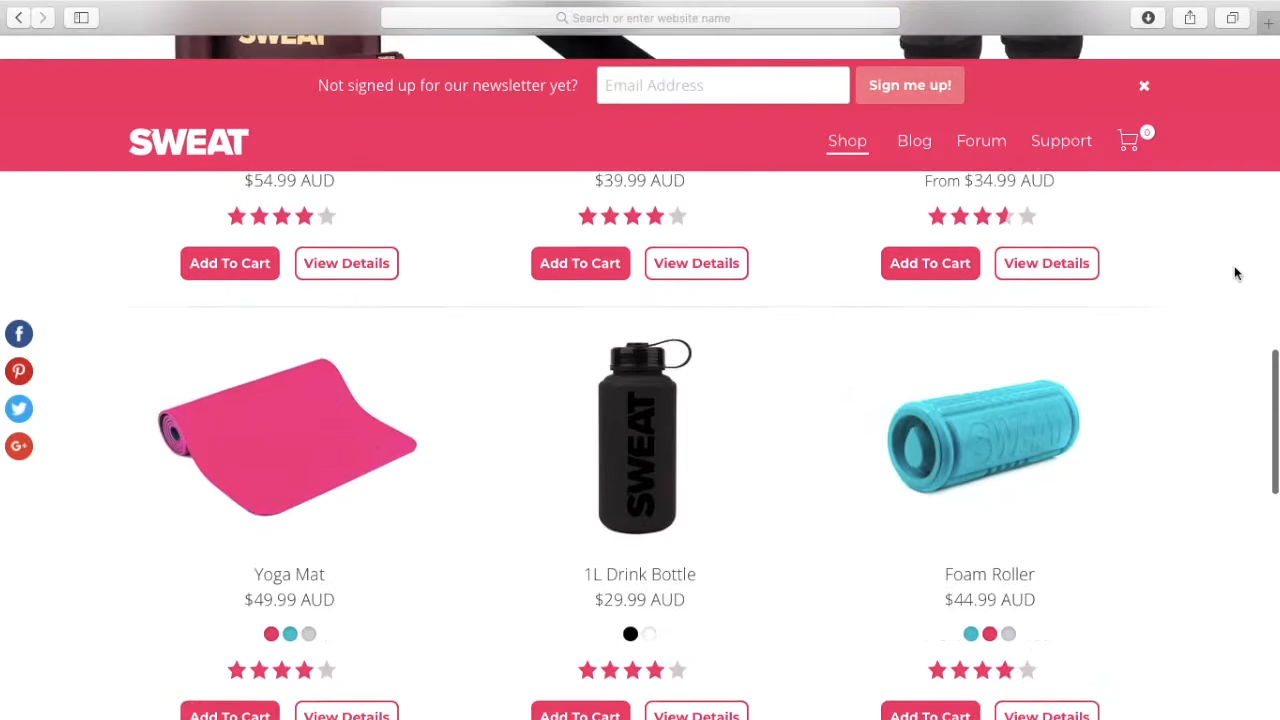 Search or enter website name
SWEAT
Not signed up for our newsletter yet? Email Address Sign me up!
SWEAT Shop Blog Forum Support 0
$54.99 AUD $39.99 AUD From $34.99 AUD
Add To Cart View Details Add To Cart View Details Add To Cart View Details
SWEAT SWEAT
Yoga Mat 1L Drink Bottle Foam Roller
$49.99 AUD $29.99 AUD $44.99 AUD
Add To Cart View Details Add To Cart View Details Add To Cart View Details